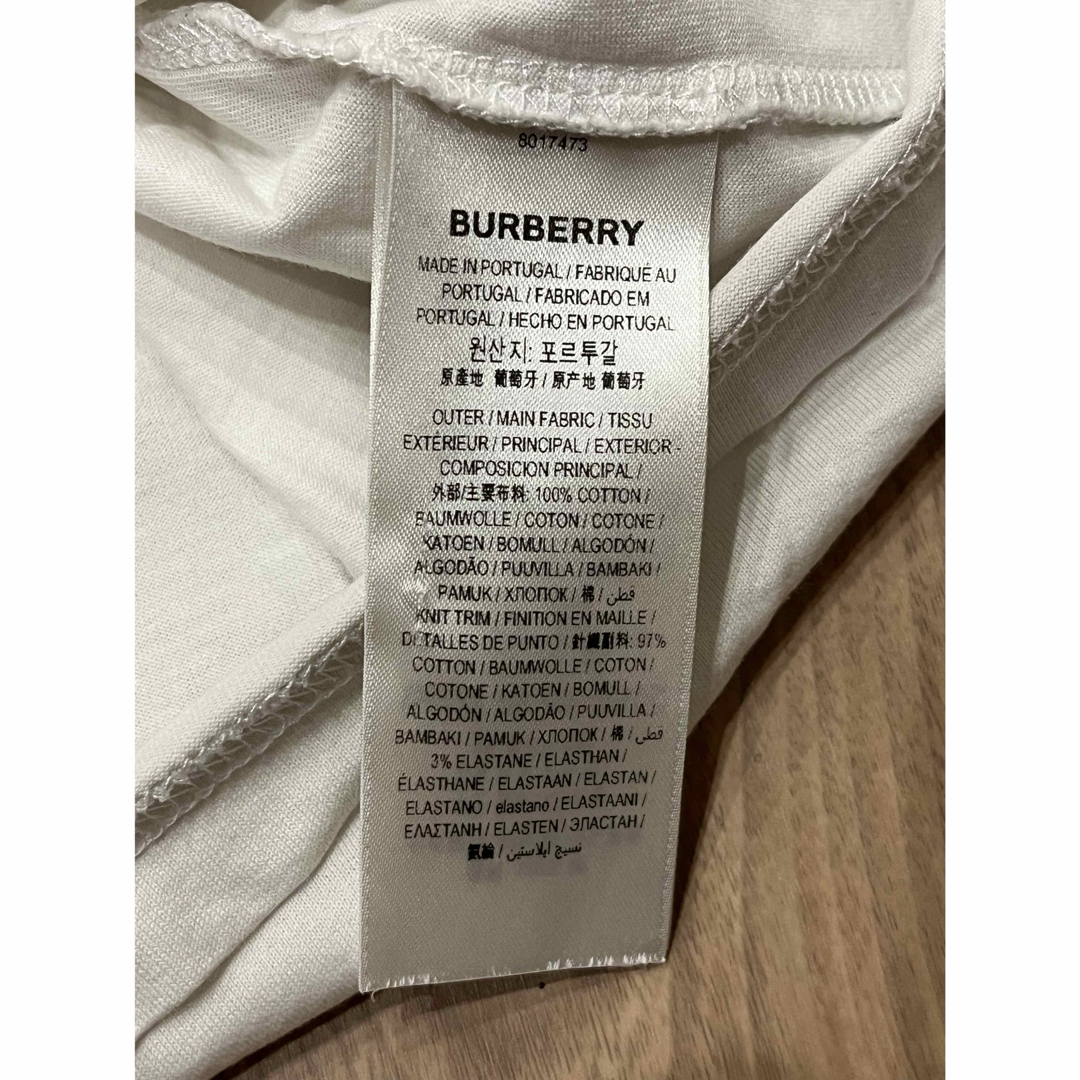 8017473
BURBERRY
MADE IN PORTUGAL / FABRIQUÉ AU
PORTUGAL / FABRICADO EM
PORTUGAL / HECHO EN PORTUGAL
원산지: 포르투갈
原產地 葡萄牙 / 原产地 葡萄牙
OUTER / MAIN FABRIC / TISSU
EXTÉRIEUR / PRINCIPAL / EXTERIOR -
COMPOSICION PRINCIPAL /
外部/主要布料: 100% COTTON /
BAUMWOLLE / COTON / COTONE /
KATOEN / BOMULL / ALGODÓN /
ALGODÃO / PUUVILLA / BAMBAKI /
PAMUK / ХЛОПОК / 棉 / قطن
KNIT TRIM / FINITION EN MAILLE /
DETALLES DE PUNTO / 針織副料: 97%
COTTON / BAUMWOLLE / COTON /
COTONE / KATOEN / BOMULL /
ALGODÓN / ALGODÃO / PUUVILLA /
BAMBAKI / PAMUK / ХЛОПОК / 棉 / قطن
3% ELASTANE / ELASTHAN /
ÉLASTHANE / ELASTAAN / ELASTAN /
ELASTANO / elastano / ELASTAANI /
ΕΛΑΣΤΑΝΗ / ELASTEN / ЭЛАСТАН /
氨綸 / نسيج ايلاستين